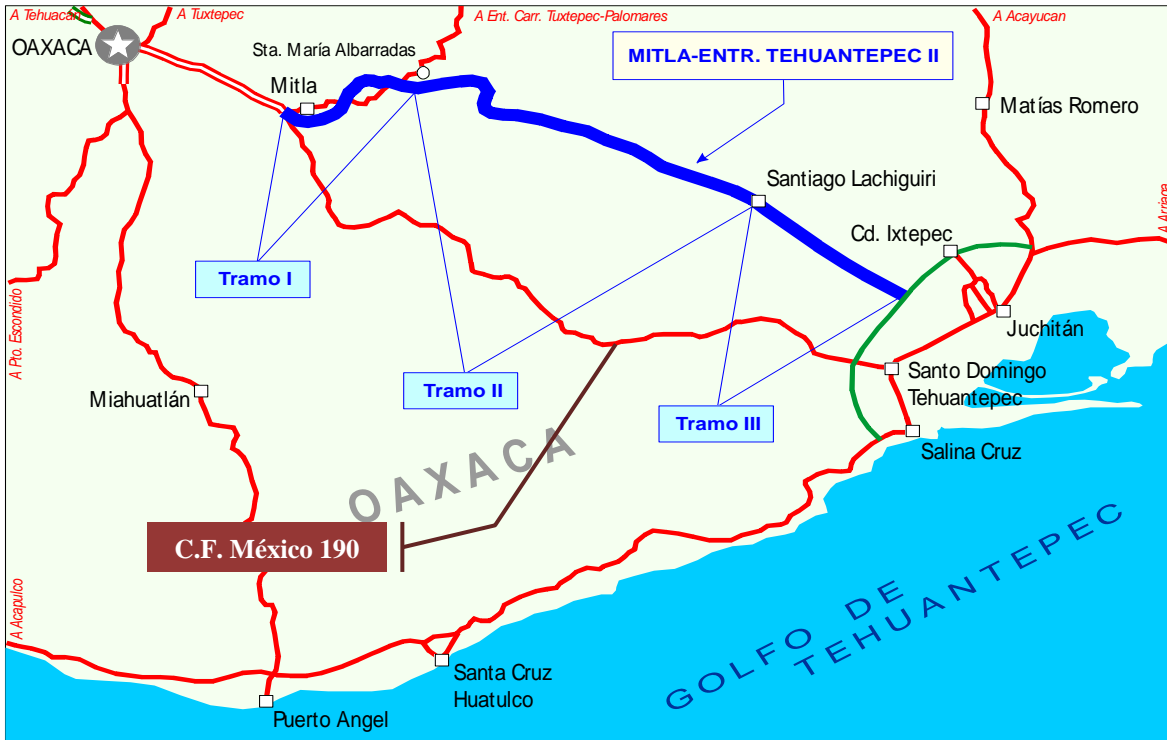 A Tehuacán
A Tuxtepec
A Ent. Carr. Tuxtepec-Palomares
A Acayucan
OAXACA
Sta. María Albarradas
MITLA-ENTR. TEHUANTEPEC II
Mitla
Matías Romero
Santiago Lachiguiri
A Arriaga
Cd. Ixtepec
Tramo I
A Pto. Escondido
Juchitán
Miahuatlán
Tramo II
Santo Domingo
Tehuantepec
Tramo III
Salina Cruz
OAXACA
C.F. México 190
A Acapulco
GOLFO DE
TEHUANTEPEC
Santa Cruz
Huatulco
Puerto Angel